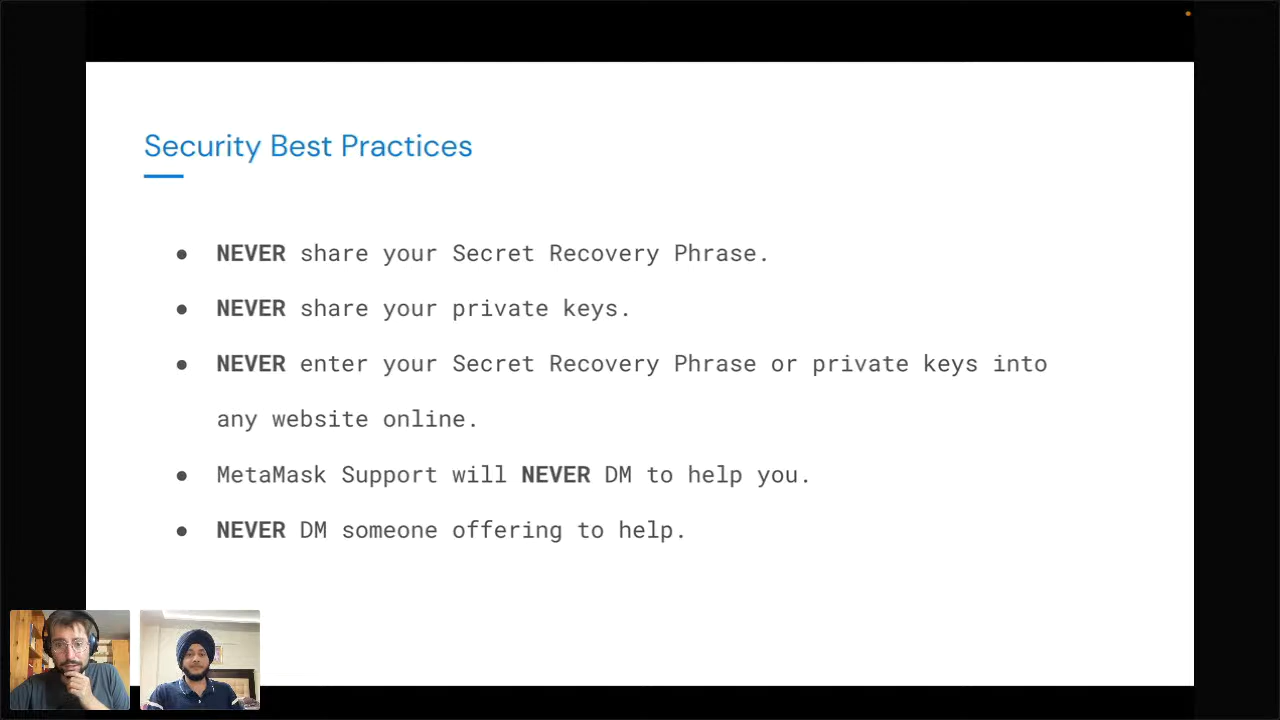 Security Best Practices
● NEVER share your Secret Recovery Phrase.
● NEVER share your private keys.
● NEVER enter your Secret Recovery Phrase or private keys into
any website online.
● MetaMask Support will NEVER DM to help you.
● NEVER DM someone offering to help.